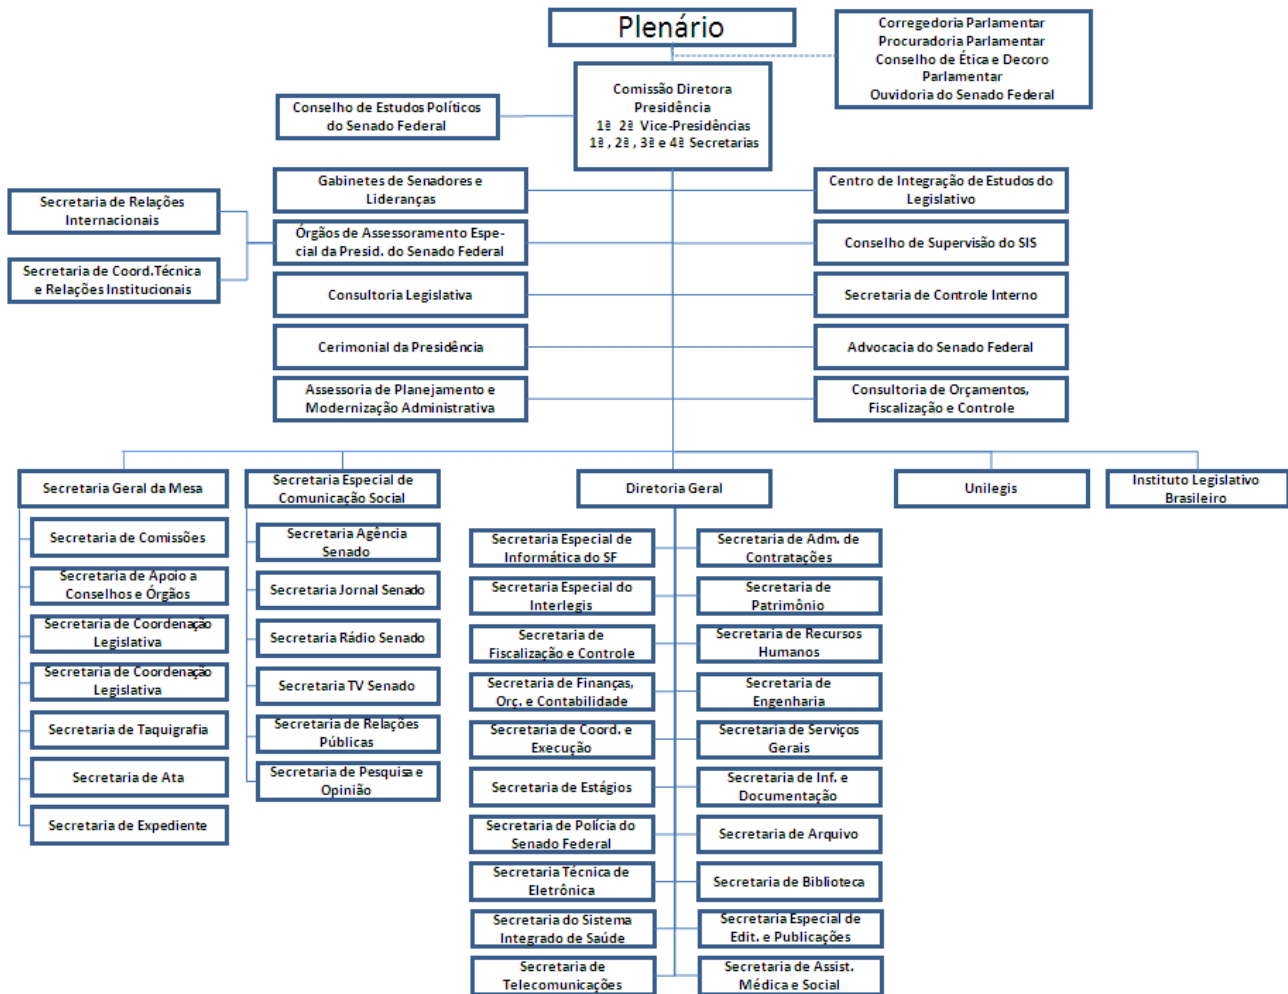 Plenário
Corregedoria Parlamentar
Procuradoria Parlamentar
Conselho de Ética e Decoro
Parlamentar
Ouvidoria do Senado Federal
Comissão Diretora
Presidência
1ª 2ª Vice-Presidências
1ª , 2ª , 3ª e 4ª Secretarias
Conselho de Estudos Políticos
do Senado Federal
Gabinetes de Senadores e
Lideranças
Centro de Integração de Estudos do
Legislativo
Secretaria de Relações
Internacionais
Órgãos de Assessoramento Espe-
cial da Presid. do Senado Federal
Conselho de Supervisão do SIS
Secretaria de Coord.Técnica
e Relações Institucionais
Consultoria Legislativa
Secretaria de Controle Interno
Cerimonial da Presidência
Advocacia do Senado Federal
Assessoria de Planejamento e
Modernização Administrativa
Consultoria de Orçamentos,
Fiscalização e Controle
Secretaria Geral da Mesa
Secretaria Especial de
Comunicação Social
Diretoria Geral
Unilegis
Instituto Legislativo
Brasileiro
Secretaria de Comissões
Secretaria de Apoio a
Conselhos e Órgãos
Secretaria de Coordenação
Legislativa
Secretaria de Coordenação
Legislativa
Secretaria de Taquigrafia
Secretaria de Ata
Secretaria de Expediente
Secretaria Agência
Senado
Secretaria Jornal Senado
Secretaria Rádio Senado
Secretaria TV Senado
Secretaria de Relações
Públicas
Secretaria de Pesquisa e
Opinião
Secretaria Especial de
Informática do SF
Secretaria Especial do
Interlegis
Secretaria de
Fiscalização e Controle
Secretaria de Finanças,
Orç. e Contabilidade
Secretaria de Coord. e
Execução
Secretaria de Estágios
Secretaria de Polícia do
Senado Federal
Secretaria Técnica de
Eletrônica
Secretaria do Sistema
Integrado de Saúde
Secretaria de
Telecomunicações
Secretaria de Adm. de
Contratações
Secretaria de
Patrimônio
Secretaria de Recursos
Humanos
Secretaria de
Engenharia
Secretaria de Serviços
Gerais
Secretaria de Inf. e
Documentação
Secretaria de Arquivo
Secretaria de Biblioteca
Secretaria Especial de
Edit. e Publicações
Secretaria de Assist.
Médica e Social